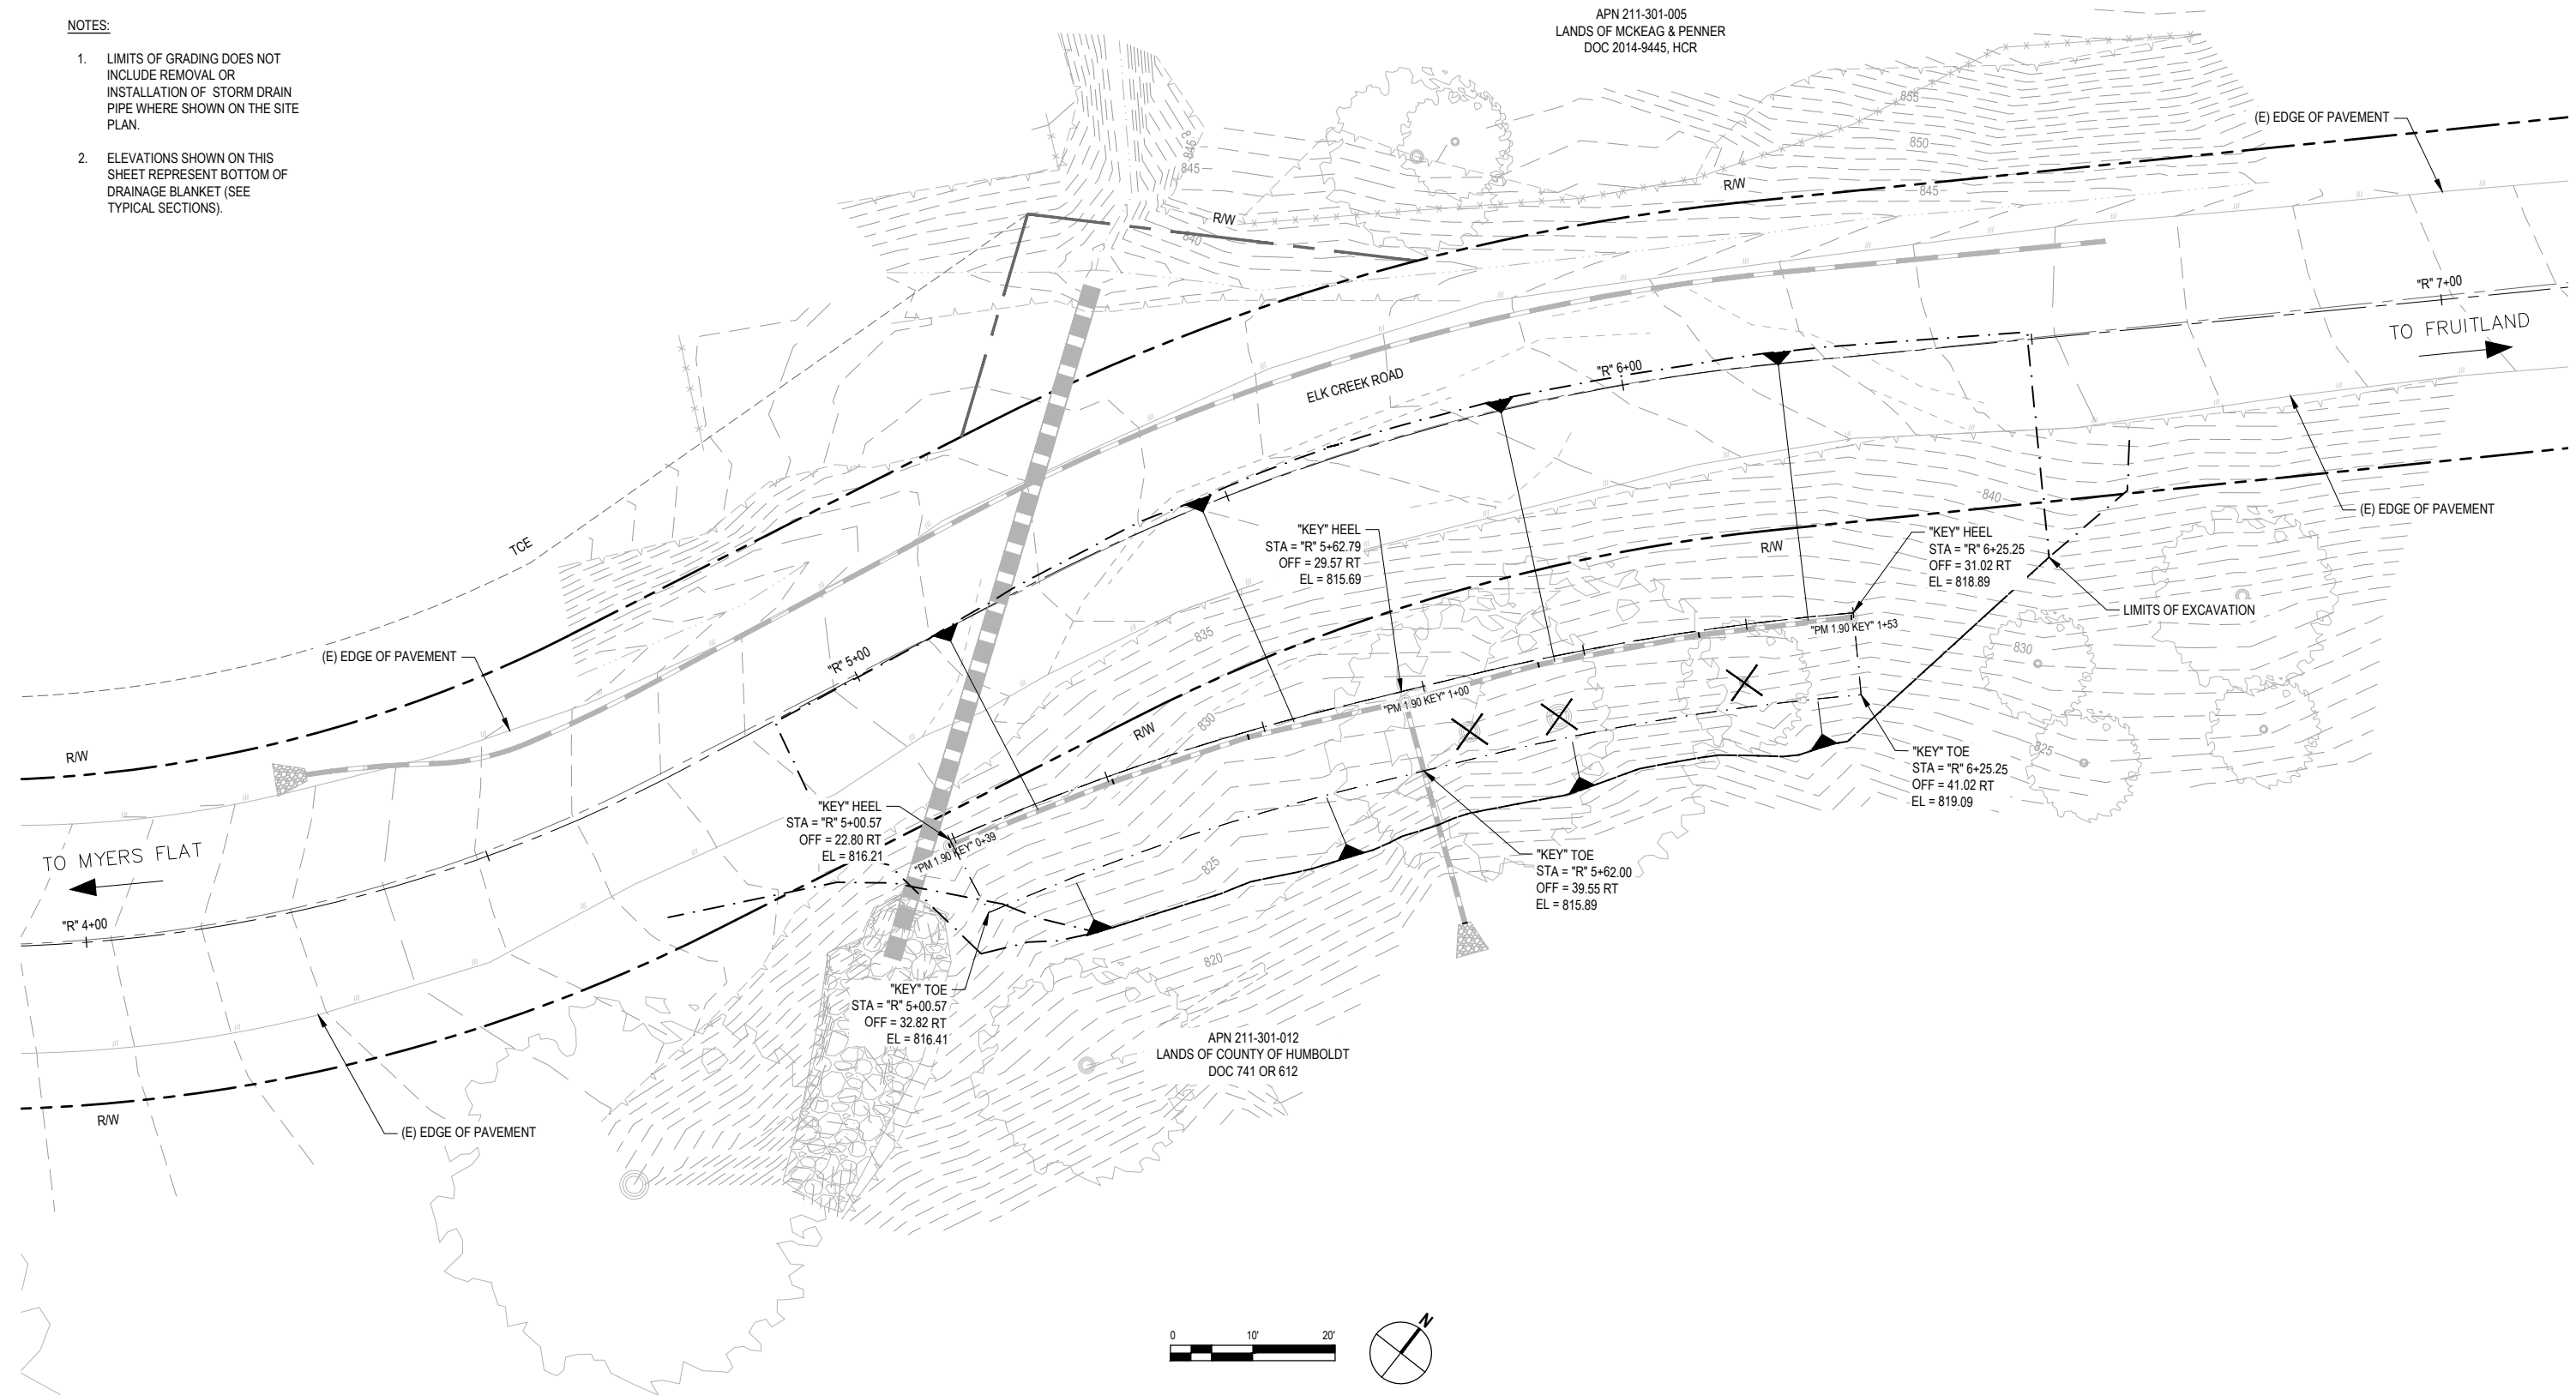 NOTES:
1. LIMITS OF GRADING DOES NOT
INCLUDE REMOVAL OR
INSTALLATION OF STORM DRAIN
PIPE WHERE SHOWN ON THE SITE
PLAN.
2. ELEVATIONS SHOWN ON THIS
SHEET REPRESENT BOTTOM OF
DRAINAGE BLANKET (SEE
TYPICAL SECTIONS).
APN 211-301-005
LANDS OF MCKEAG & PENNER
DOC 2014-9445, HCR
855
(E) EDGE OF PAVEMENT
850
845
845
845
R/W
R/W
840
"R" 7+00
TO FRUITLAND
"R" 6+00
ELK CREEK ROAD
840
(E) EDGE OF PAVEMENT
"KEY" HEEL
STA = "R" 5+62.79
OFF = 29.57 RT
EL = 815.69
"KEY" HEEL
STA = "R" 6+25.25
OFF = 31.02 RT
EL = 818.89
R/W
TCE
LIMITS OF EXCAVATION
"PM 1.90 KEY" 1+53
835
830
(E) EDGE OF PAVEMENT
"R" 5+00
"PM 1.90 KEY" 1+00
830
R/W
R/W
825
"KEY" TOE
STA = "R" 6+25.25
OFF = 41.02 RT
EL = 819.09
"KEY" HEEL
STA = "R" 5+00.57
OFF = 22.80 RT
EL = 816.21
"PM 1.90 KEY" 0+39
TO MYERS FLAT
825
"KEY" TOE
STA = "R" 5+62.00
OFF = 39.55 RT
EL = 815.89
"R" 4+00
820
"KEY" TOE
STA = "R" 5+00.57
OFF = 32.82 RT
EL = 816.41
APN 211-301-012
LANDS OF COUNTY OF HUMBOLDT
DOC 741 OR 612
R/W
(E) EDGE OF PAVEMENT
0 10' 20'
N